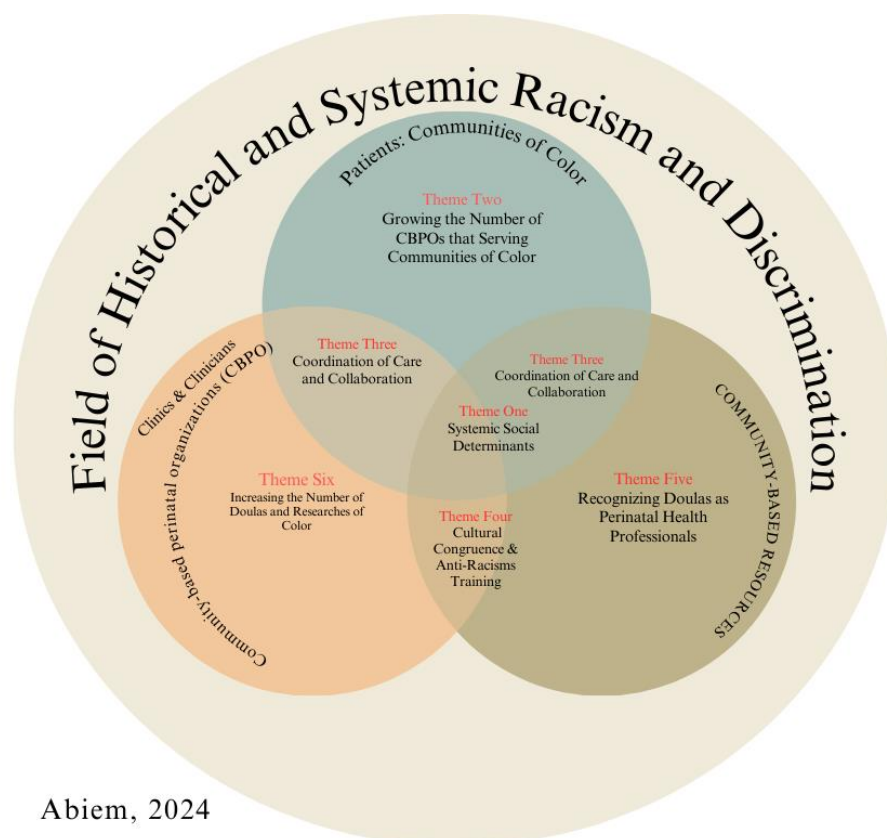 Field of Historical and Systemic Racism and Discrimination
Patients: Communities of Color
Theme Two
Growing the Number of
CBPOs that Serving
Communities of Color
Theme Three
Coordination of Care
and Collaboration
Theme Three
Coordination of Care and
Collaboration
Theme One
Systemic Social
Determinants
Clinics & Clinicians
Community-based perinatal organizations (CBPO)
Theme Six
Increasing the Number of
Doulas and Researches of
Color
Theme Four
Cultural
Congruence &
Anti-Racisms
Training
Theme Five
Recognizing Doulas as
Perinatal Health
Professionals
COMMUNITY-BASED RESOURCES
Abiem, 2024